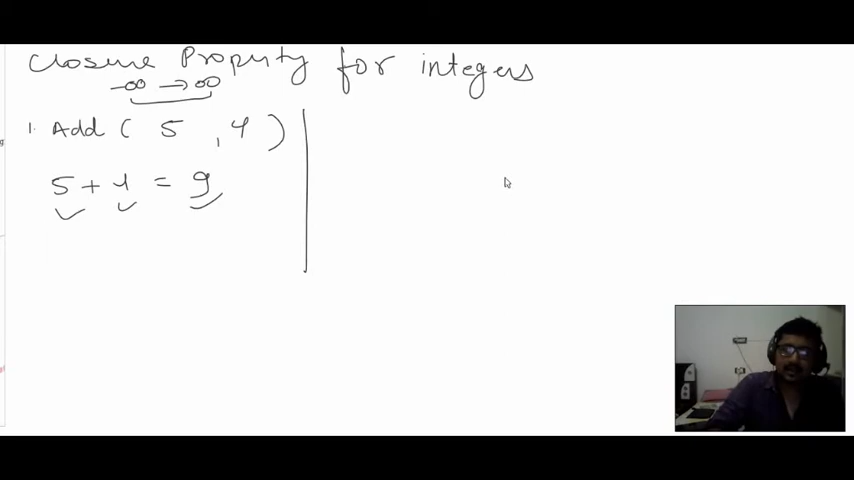 Closure Property for integers
-∞ → ∞
1. Add ( 5 , 4 )
5 + 4 = 9